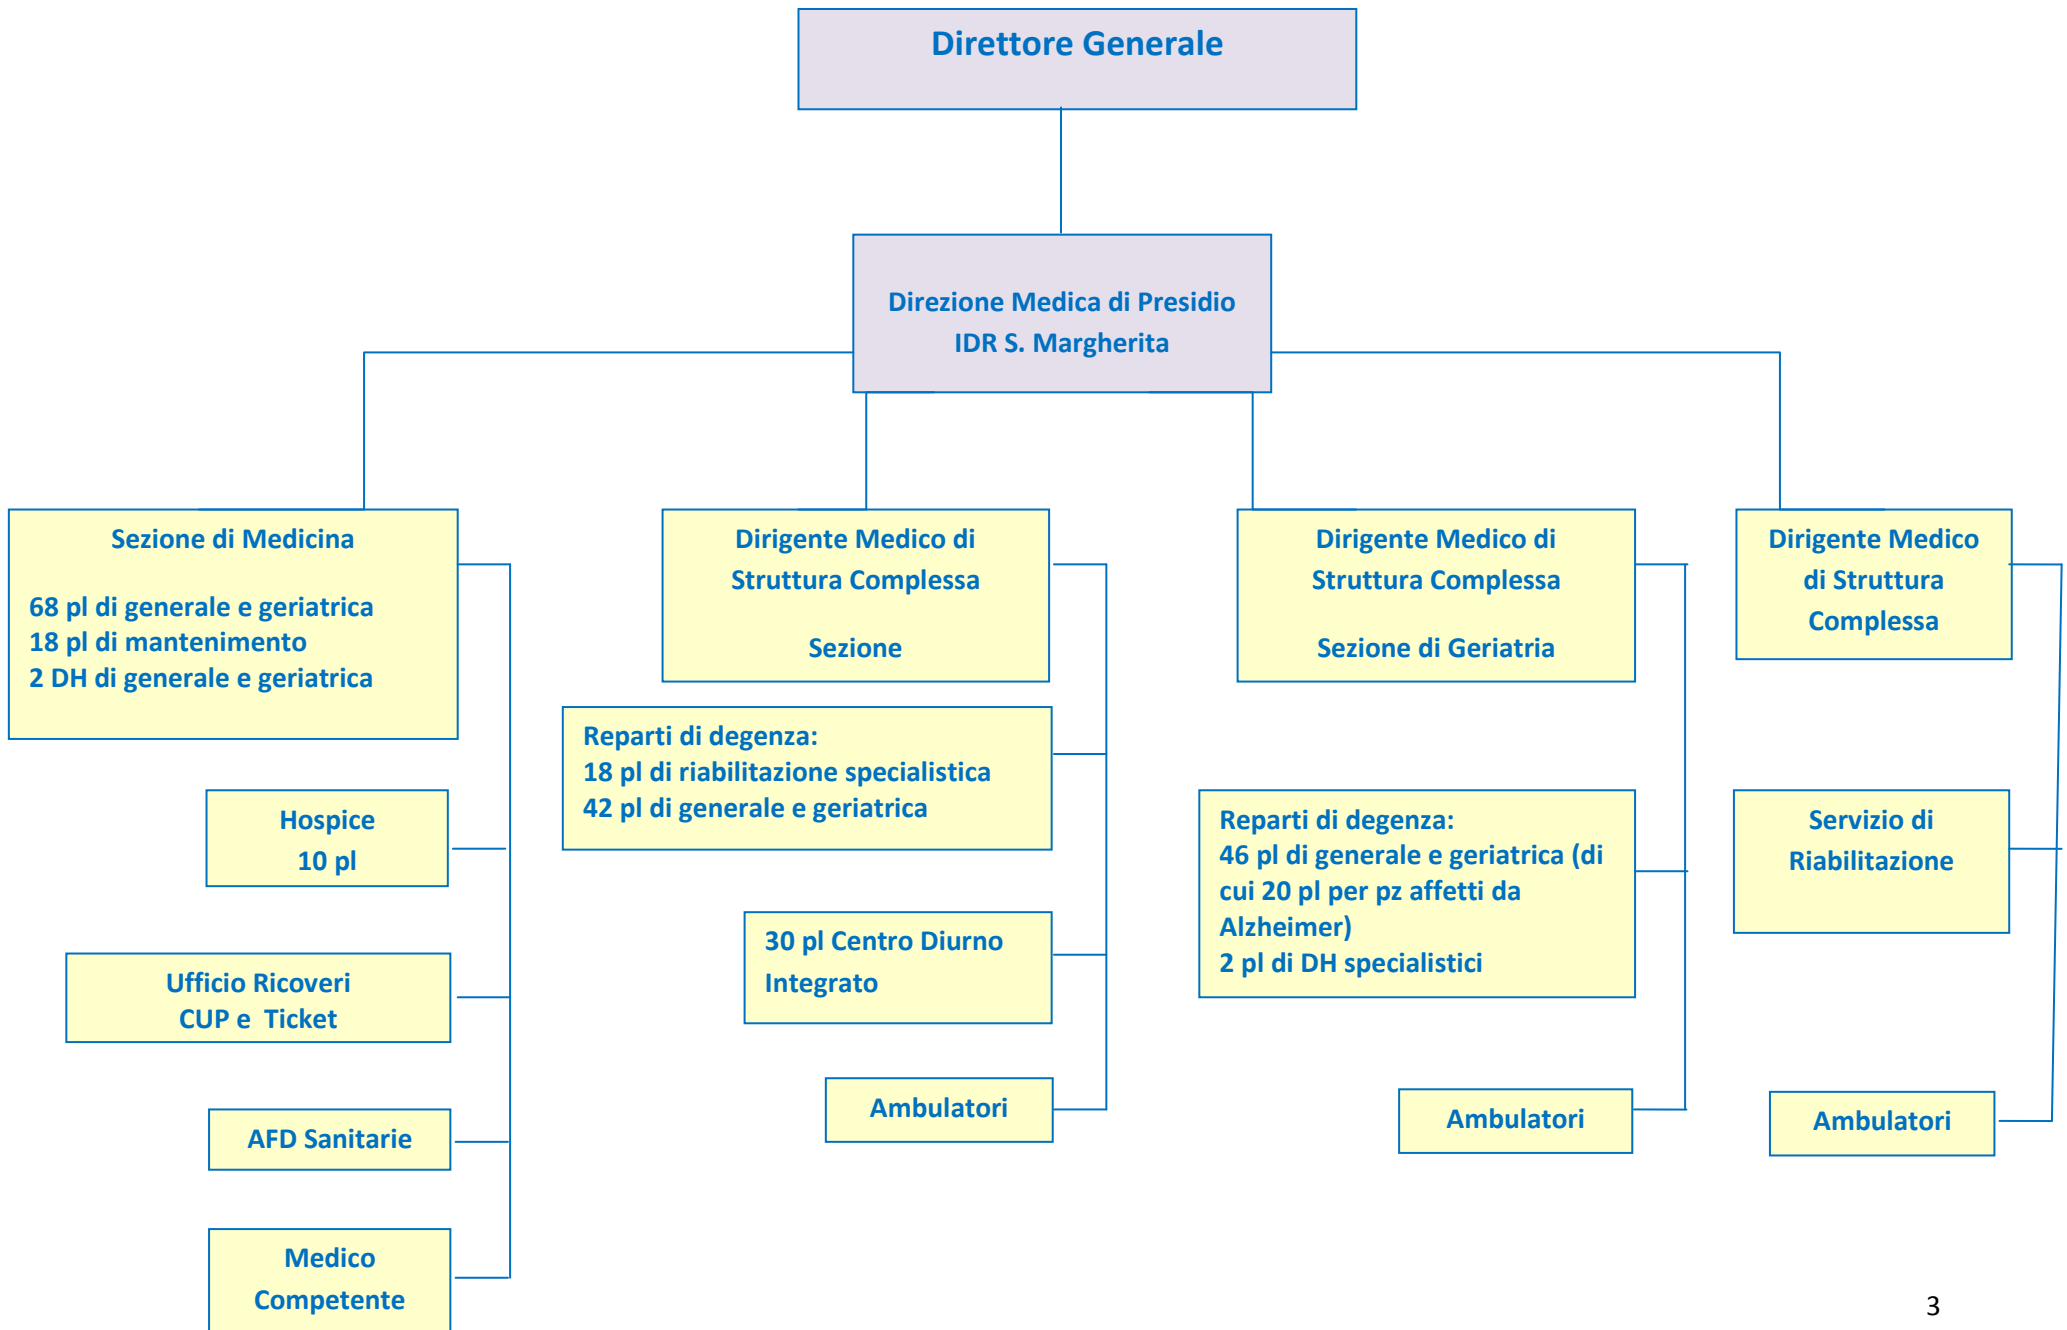 Direttore Generale
Direzione Medica di Presidio
IDR S. Margherita
Sezione di Medicina
68 pl di generale e geriatrica
18 pl di mantenimento
2 DH di generale e geriatrica
Hospice
10 pl
Ufficio Ricoveri
CUP e Ticket
AFD Sanitarie
Medico
Competente
Dirigente Medico di
Struttura Complessa
Sezione
Reparti di degenza:
18 pl di riabilitazione specialistica
42 pl di generale e geriatrica
30 pl Centro Diurno
Integrato
Ambulatori
Dirigente Medico di
Struttura Complessa
Sezione di Geriatria
Reparti di degenza:
46 pl di generale e geriatrica (di
cui 20 pl per pz affetti da
Alzheimer)
2 pl di DH specialistici
Ambulatori
Dirigente Medico
di Struttura
Complessa
Servizio di
Riabilitazione
Ambulatori
3